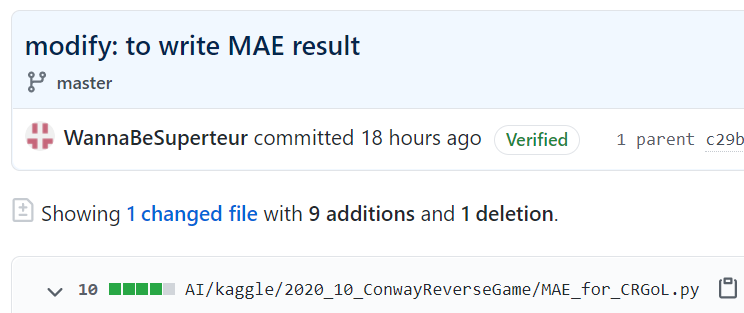 modify: to write MAE result
master
WannaBeSuperteur committed 18 hours ago Verified 1 parent c29b
Showing 1 changed file with 9 additions and 1 deletion.
10 AI/kaggle/2020_10_ConwayReverseGame/MAE_for_CRGoL.py